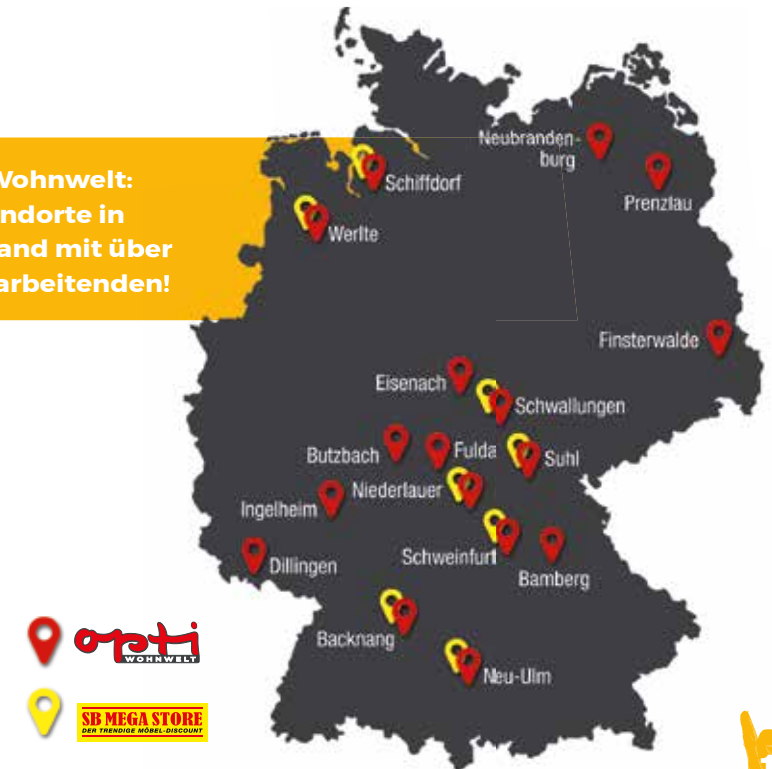 Wohnwelt:
ndorte in
and mit über
arbeitenden!
Neubranden-
burg
Prenzlau
Schiffdorf
Werlte
Finsterwalde
Eisenach
Schwallungen
Butzbach
Fulda
Suhl
Niederlauer
Ingelheim
Schweinfurt
Bamberg
Dillingen
Backnang
Neu-Ulm
opti
WOHNWELT
SB MEGA STORE
DER TRENDIGE MÖBEL-DISCOUNT